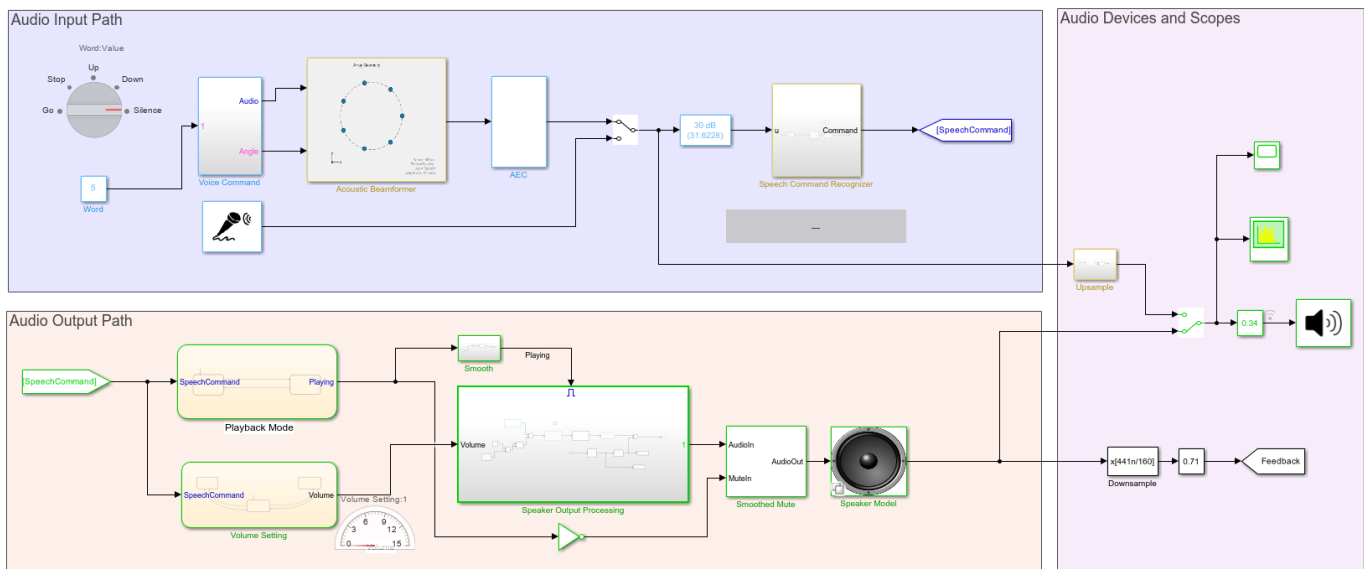 Audio Input Path
Word:Value
Up
Stop
Down
Go
Silence
5
Word
Audio
1
Angle
Voice Command
Array Geometry
Acoustic Beamformer
AEC
30 dB
(31.6228)
u
Command
Speech Command Recognizer
[SpeechCommand]
---
Audio Devices and Scopes
Upsample
0.34
x[441n/160]
Downsample
0.71
Feedback
Audio Output Path
[SpeechCommand]
SpeechCommand
Playing
Playback Mode
SpeechCommand
Volume
Volume Setting
Volume Setting:1
0
3
6
9
12
15
Volume
Smooth
Playing
Volume
1
Speaker Output Processing
AudioIn
AudioOut
MuteIn
Smoothed Mute
Speaker Model